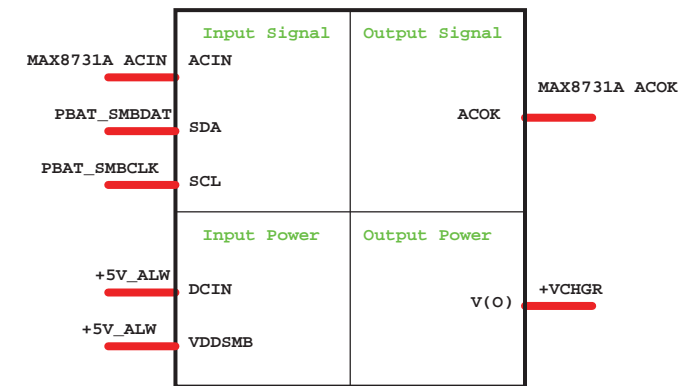 Input Signal
Output Signal
MAX8731A ACIN
ACIN
MAX8731A ACOK
PBAT_SMBDAT
SDA
ACOK
PBAT_SMBCLK
SCL
Input Power
Output Power
+5V_ALW
DCIN
+VCHGR
V(O)
+5V_ALW
VDDSMB